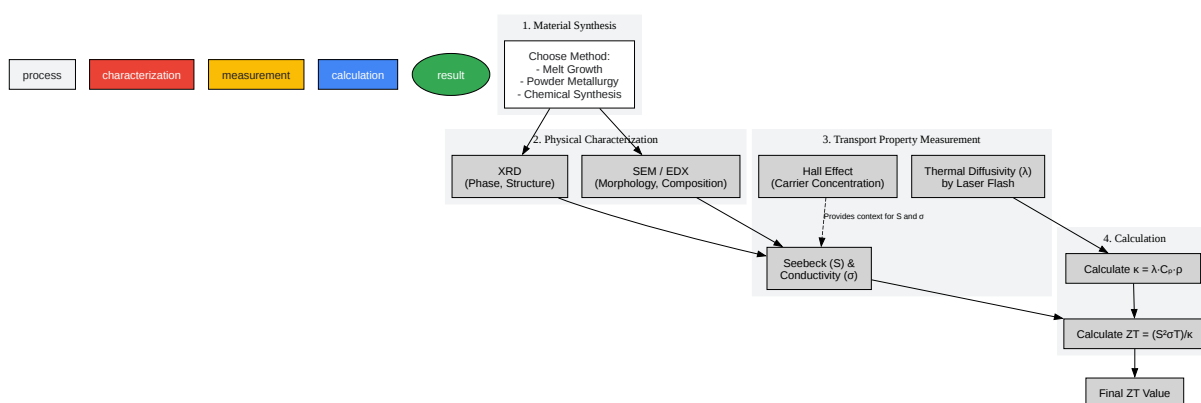 1. Material Synthesis
process
characterization
measurement
calculation
result
Choose Method:
- Melt Growth
- Powder Metallurgy
- Chemical Synthesis
2. Physical Characterization
3. Transport Property Measurement
XRD
(Phase, Structure)
SEM / EDX
(Morphology, Composition)
Hall Effect
(Carrier Concentration)
Thermal Diffusivity (λ)
by Laser Flash
Provides context for S and σ
4. Calculation
Seebeck (S) &
Conductivity (σ)
Calculate κ = λ·Cₚ·ρ
Calculate ZT = (S²σT)/κ
Final ZT Value